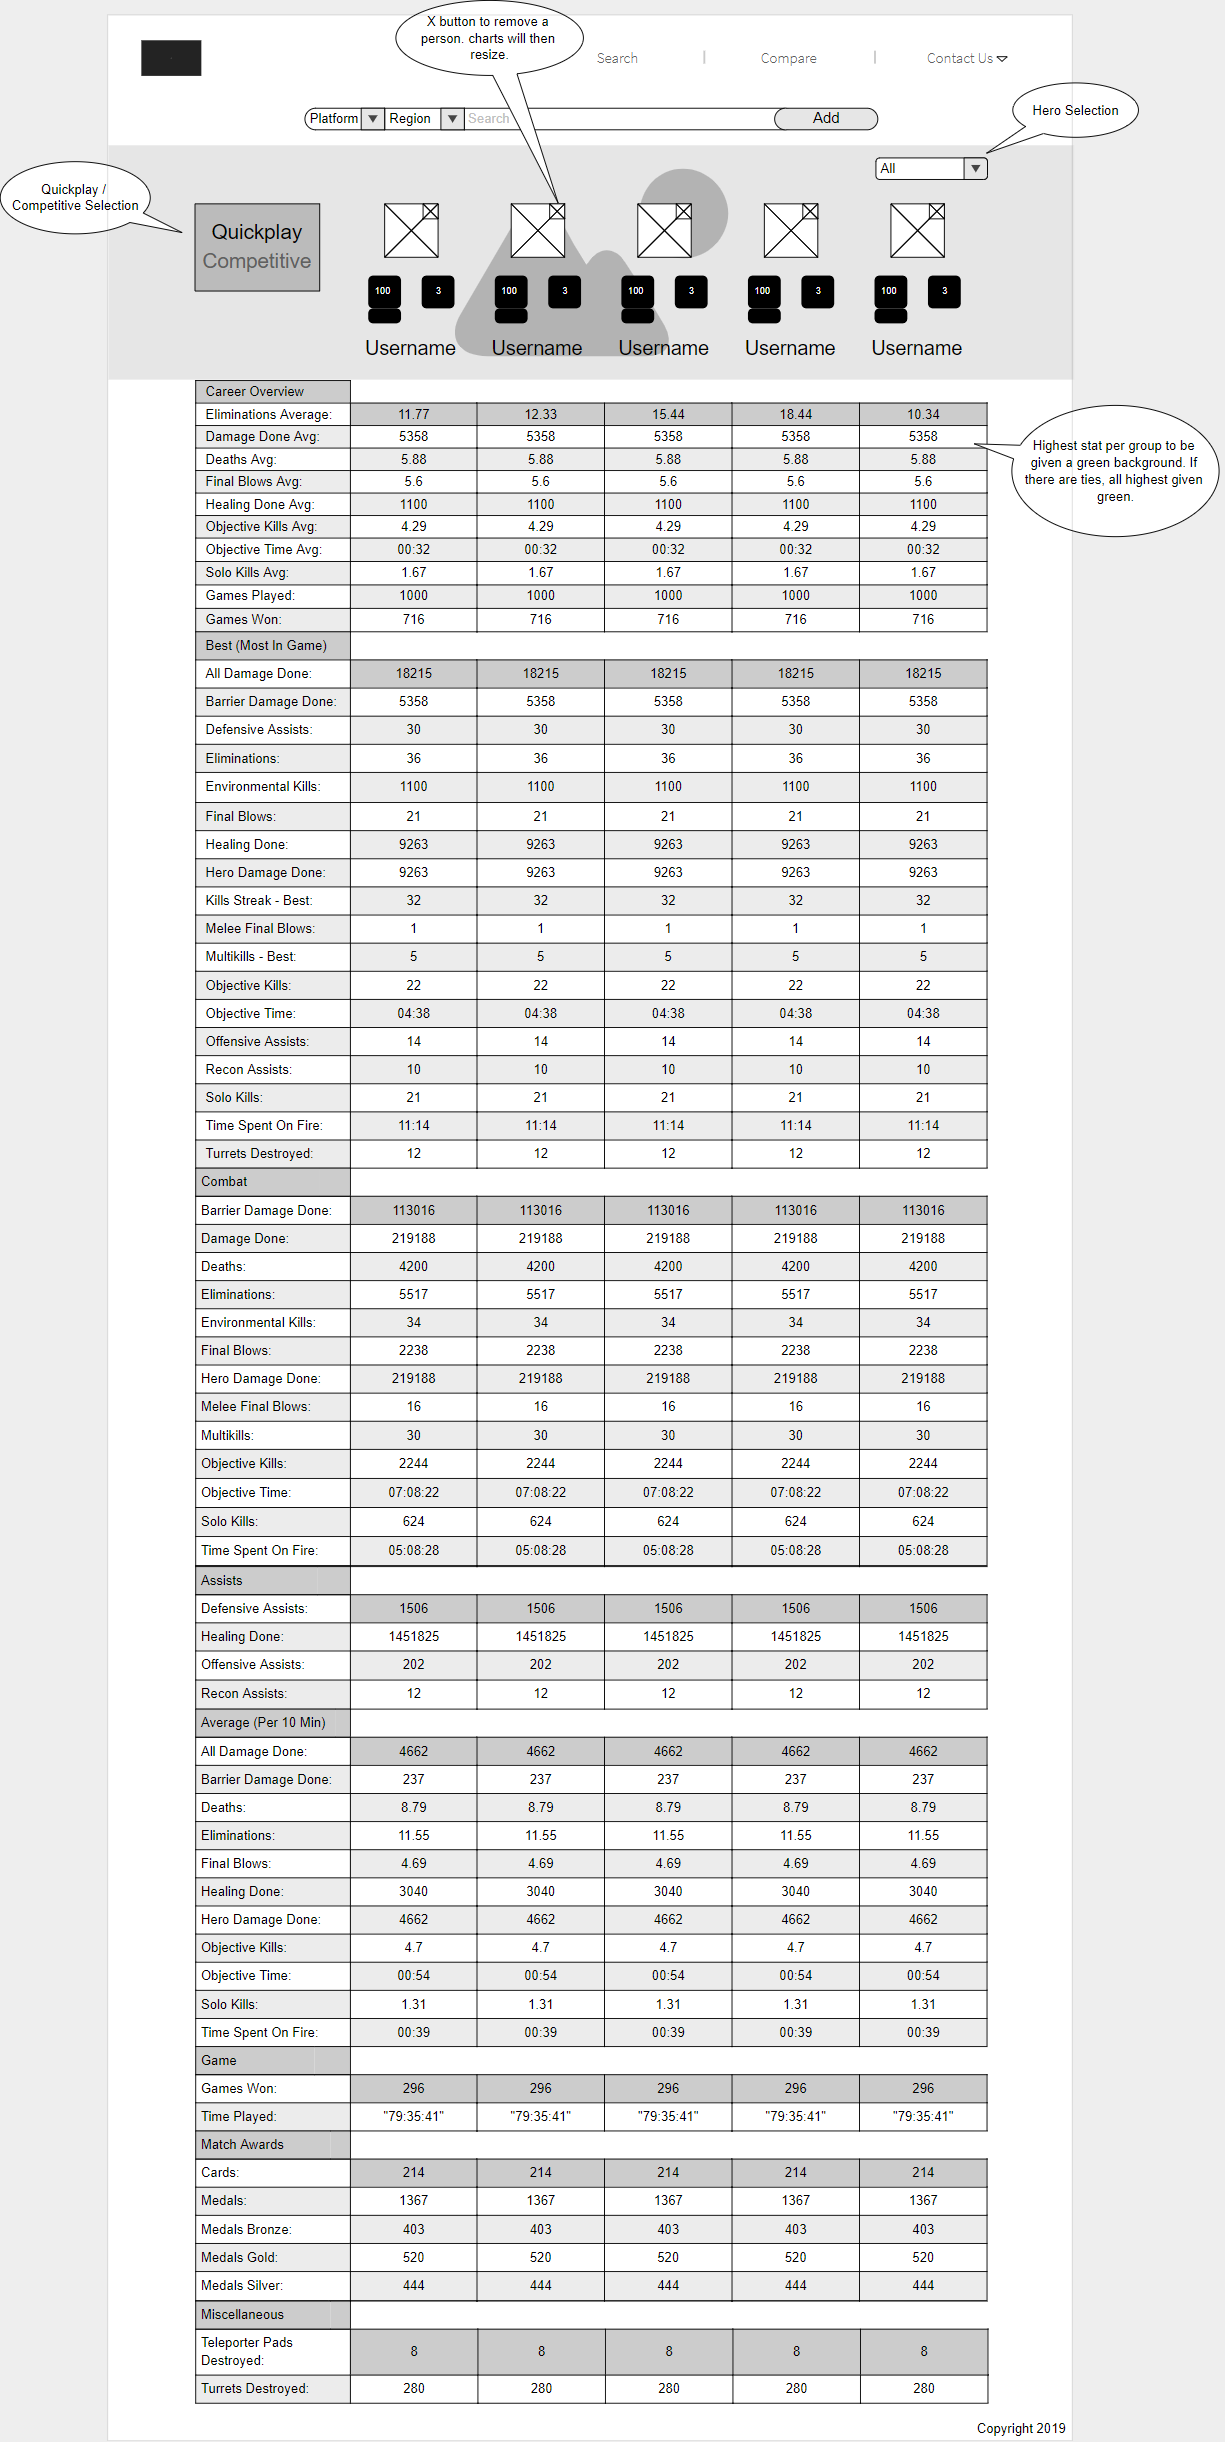 X button to remove a
person. charts will then
resize.
Search | Compare | Contact Us
Platform Region Search Add
Hero Selection
All
Quickplay /
Competitive Selection
Quickplay
Competitive
100 3 100 3 100 3 100 3 100 3
Username Username Username Username Username
Career Overview
Eliminations Average: 11.77 12.33 15.44 18.44 10.34
Damage Done Avg: 5358 5358 5358 5358 5358
Deaths Avg: 5.88 5.88 5.88 5.88 5.88
Final Blows Avg: 5.6 5.6 5.6 5.6 5.6
Healing Done Avg: 1100 1100 1100 1100 1100
Objective Kills Avg: 4.29 4.29 4.29 4.29 4.29
Objective Time Avg: 00:32 00:32 00:32 00:32 00:32
Solo Kills Avg: 1.67 1.67 1.67 1.67 1.67
Games Played: 1000 1000 1000 1000 1000
Games Won: 716 716 716 716 716
Highest stat per group to be
given a green background. If
there are ties, all highest given
green.
Best (Most In Game)
All Damage Done: 18215 18215 18215 18215 18215
Barrier Damage Done: 5358 5358 5358 5358 5358
Defensive Assists: 30 30 30 30 30
Eliminations: 36 36 36 36 36
Environmental Kills: 1100 1100 1100 1100 1100
Final Blows: 21 21 21 21 21
Healing Done: 9263 9263 9263 9263 9263
Hero Damage Done: 9263 9263 9263 9263 9263
Kills Streak - Best: 32 32 32 32 32
Melee Final Blows: 1 1 1 1 1
Multikills - Best: 5 5 5 5 5
Objective Kills: 22 22 22 22 22
Objective Time: 04:38 04:38 04:38 04:38 04:38
Offensive Assists: 14 14 14 14 14
Recon Assists: 10 10 10 10 10
Solo Kills: 21 21 21 21 21
Time Spent On Fire: 11:14 11:14 11:14 11:14 11:14
Turrets Destroyed: 12 12 12 12 12
Combat
Barrier Damage Done: 113016 113016 113016 113016 113016
Damage Done: 219188 219188 219188 219188 219188
Deaths: 4200 4200 4200 4200 4200
Eliminations: 5517 5517 5517 5517 5517
Environmental Kills: 34 34 34 34 34
Final Blows: 2238 2238 2238 2238 2238
Hero Damage Done: 219188 219188 219188 219188 219188
Melee Final Blows: 16 16 16 16 16
Multikills: 30 30 30 30 30
Objective Kills: 2244 2244 2244 2244 2244
Objective Time: 07:08:22 07:08:22 07:08:22 07:08:22 07:08:22
Solo Kills: 624 624 624 624 624
Time Spent On Fire: 05:08:28 05:08:28 05:08:28 05:08:28 05:08:28
Assists
Defensive Assists: 1506 1506 1506 1506 1506
Healing Done: 1451825 1451825 1451825 1451825 1451825
Offensive Assists: 202 202 202 202 202
Recon Assists: 12 12 12 12 12
Average (Per 10 Min)
All Damage Done: 4662 4662 4662 4662 4662
Barrier Damage Done: 237 237 237 237 237
Deaths: 8.79 8.79 8.79 8.79 8.79
Eliminations: 11.55 11.55 11.55 11.55 11.55
Final Blows: 4.69 4.69 4.69 4.69 4.69
Healing Done: 3040 3040 3040 3040 3040
Hero Damage Done: 4662 4662 4662 4662 4662
Objective Kills: 4.7 4.7 4.7 4.7 4.7
Objective Time: 00:54 00:54 00:54 00:54 00:54
Solo Kills: 1.31 1.31 1.31 1.31 1.31
Time Spent On Fire: 00:39 00:39 00:39 00:39 00:39
Game
Games Won: 296 296 296 296 296
Time Played: "79:35:41" "79:35:41" "79:35:41" "79:35:41" "79:35:41"
Match Awards
Cards: 214 214 214 214 214
Medals: 1367 1367 1367 1367 1367
Medals Bronze: 403 403 403 403 403
Medals Gold: 520 520 520 520 520
Medals Silver: 444 444 444 444 444
Miscellaneous
Teleporter Pads
Destroyed: 8 8 8 8 8
Turrets Destroyed: 280 280 280 280 280
Copyright 2019